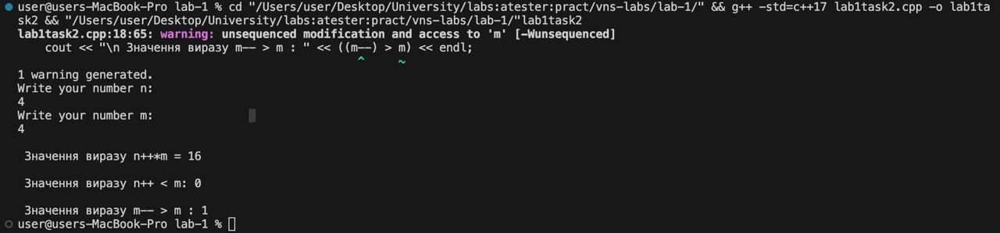 user@users-MacBook-Pro lab-1 % cd "/Users/user/Desktop/University/labs:atester:pract/vns-labs/lab-1/" && g++ -std=c++17 lab1task2.cpp -o lab1ta
sk2 && "/Users/user/Desktop/University/labs:atester:pract/vns-labs/lab-1/"lab1task2
lab1task2.cpp:18:65: warning: unsequenced modification and access to 'm' [-Wunsequenced]
    cout << "\n Значення виразу m-- > m : " << ((m--) > m) << endl;
                                                 ^     ~
1 warning generated.
Write your number n:
4
Write your number m:
4

 Значення виразу n++*m = 16

 Значення виразу n++ < m: 0

 Значення виразу m-- > m : 1
user@users-MacBook-Pro lab-1 %